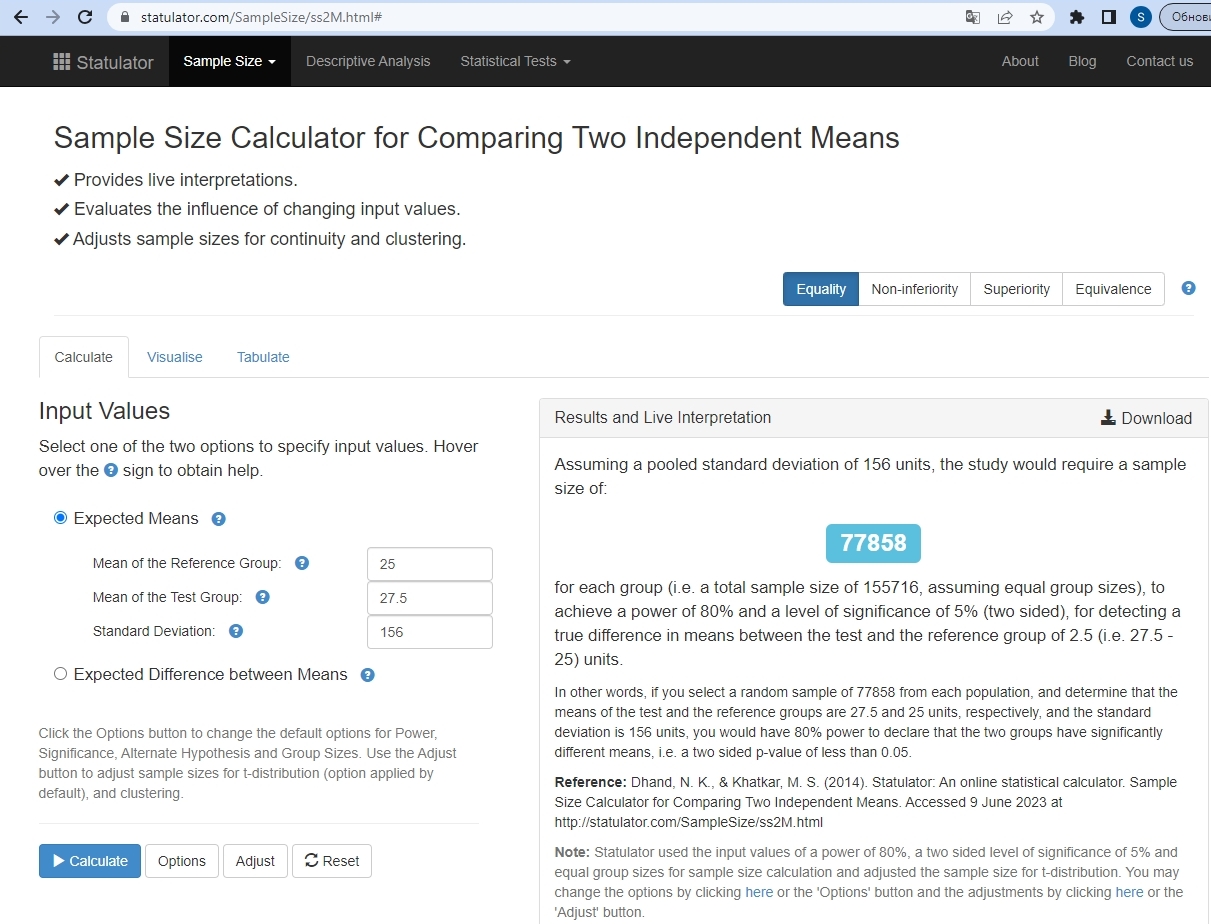 statulator.com/SampleSize/ss2M.html#
S
Обнови
Statulator Sample Size Descriptive Analysis Statistical Tests About Blog Contact us
Sample Size Calculator for Comparing Two Independent Means
Provides live interpretations.
Evaluates the influence of changing input values.
Adjusts sample sizes for continuity and clustering.
Equality Non-inferiority Superiority Equivalence ?
Calculate Visualise Tabulate
Input Values
Select one of the two options to specify input values. Hover
over the ? sign to obtain help.
Expected Means ?
Mean of the Reference Group: ? 25
Mean of the Test Group: ? 27.5
Standard Deviation: ? 156
Expected Difference between Means ?
Click the Options button to change the default options for Power,
Significance, Alternate Hypothesis and Group Sizes. Use the Adjust
button to adjust sample sizes for t-distribution (option applied by
default), and clustering.
Calculate Options Adjust Reset
Results and Live Interpretation Download
Assuming a pooled standard deviation of 156 units, the study would require a sample
size of:
77858
for each group (i.e. a total sample size of 155716, assuming equal group sizes), to
achieve a power of 80% and a level of significance of 5% (two sided), for detecting a
true difference in means between the test and the reference group of 2.5 (i.e. 27.5 -
25) units.
In other words, if you select a random sample of 77858 from each population, and determine that the
means of the test and the reference groups are 27.5 and 25 units, respectively, and the standard
deviation is 156 units, you would have 80% power to declare that the two groups have significantly
different means, i.e. a two sided p-value of less than 0.05.
Reference: Dhand, N. K., & Khatkar, M. S. (2014). Statulator: An online statistical calculator. Sample
Size Calculator for Comparing Two Independent Means. Accessed 9 June 2023 at
http://statulator.com/SampleSize/ss2M.html
Note: Statulator used the input values of a power of 80%, a two sided level of significance of 5% and
equal group sizes for sample size calculation and adjusted the sample size for t-distribution. You may
change the options by clicking here or the 'Options' button and the adjustments by clicking here or the
'Adjust' button.